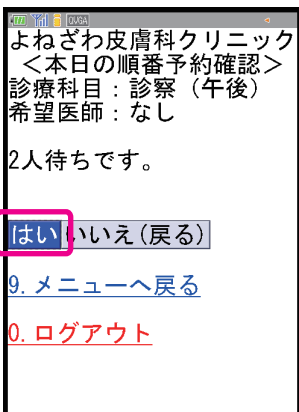 QVGA
よねざわ皮膚科クリニック
＜本日の順番予約確認＞
診療科目：診察（午後）
希望医師：なし
2人待ちです。
はい いいえ(戻る)
9.メニューへ戻る
0.ログアウト